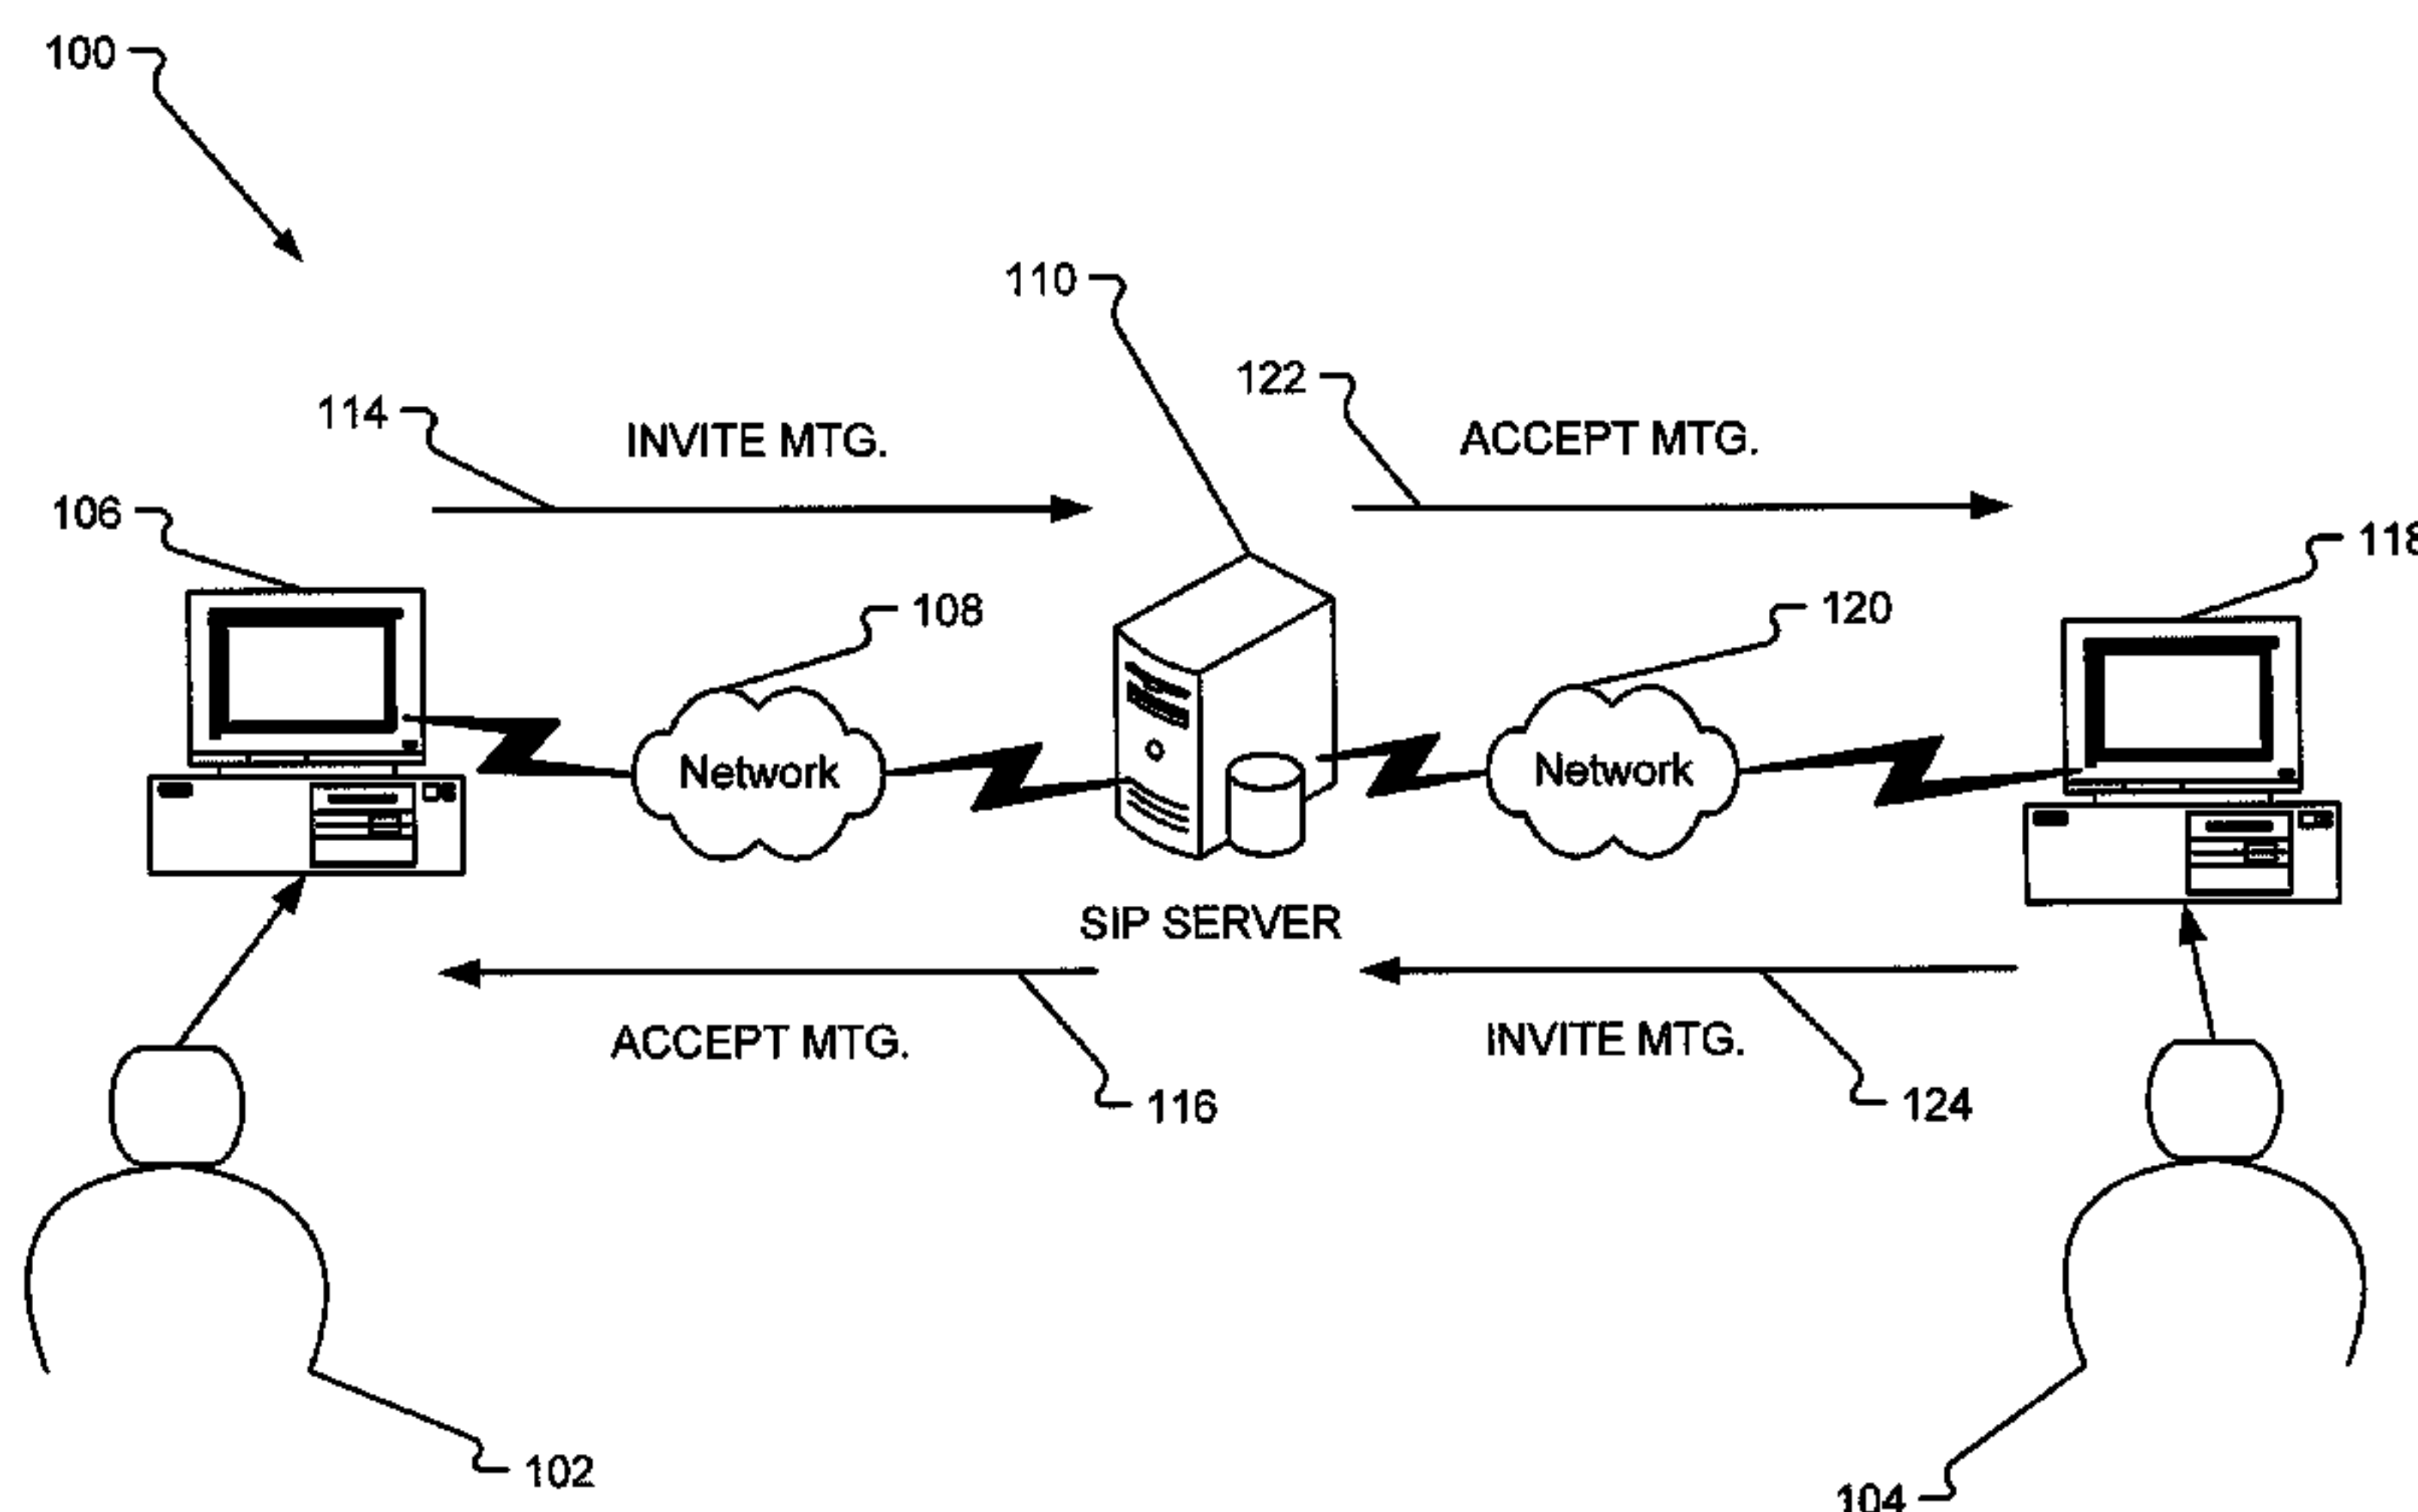 100
110
122
114
INVITE MTG.
ACCEPT MTG.
106
118
108
120
Network
Network
SIP SERVER
ACCEPT MTG.
INVITE MTG.
116
124
102
104